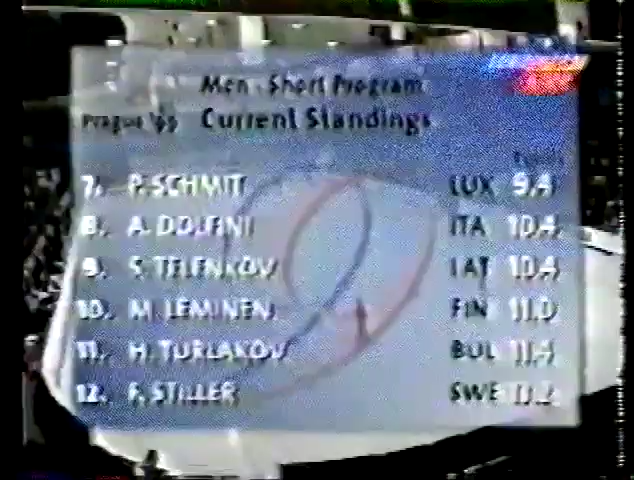 Men - Short Program
Prague '99 Current Standings
Points
7. P. SCHMIT LUX 9.4
8. A. DOLFINI ITA 10.4
9. S. TELENKOV LAT 10.4
10. M. LEMINEN FIN 11.0
11. H. TURLAKOV BUL 11.4
12. F. STILLER SWE 11.2